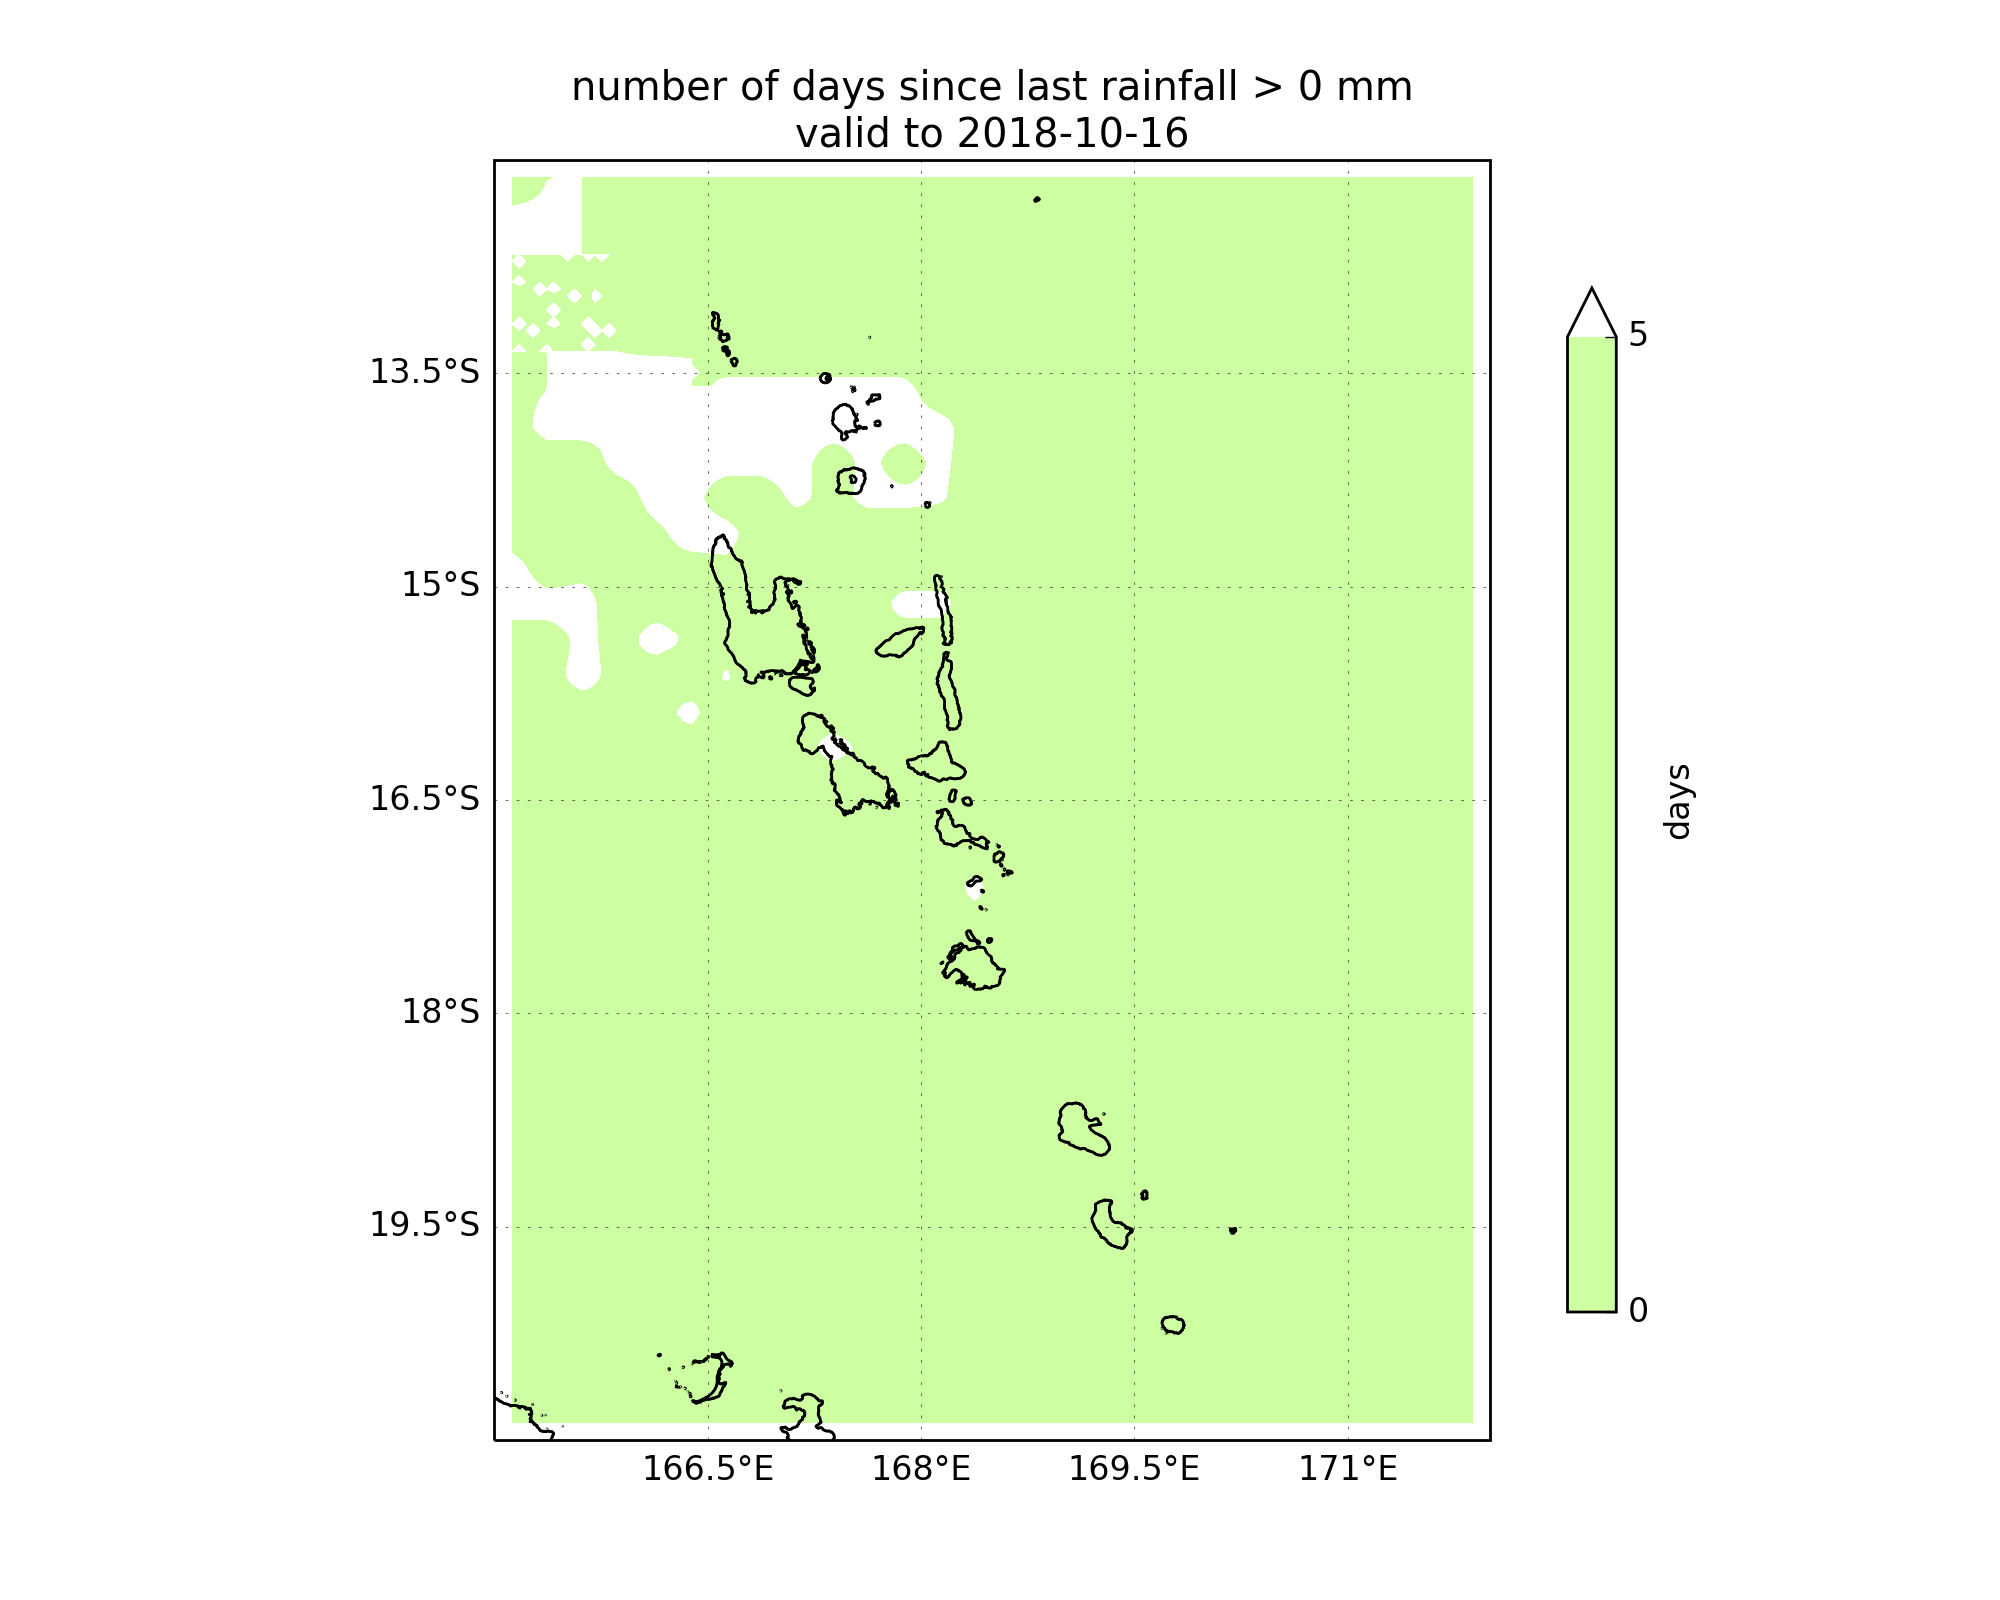 number of days since last rainfall > 0 mm
valid to 2018-10-16
13.5°S
15°S
16.5°S
18°S
19.5°S
166.5°E
168°E
169.5°E
171°E
5
days
0